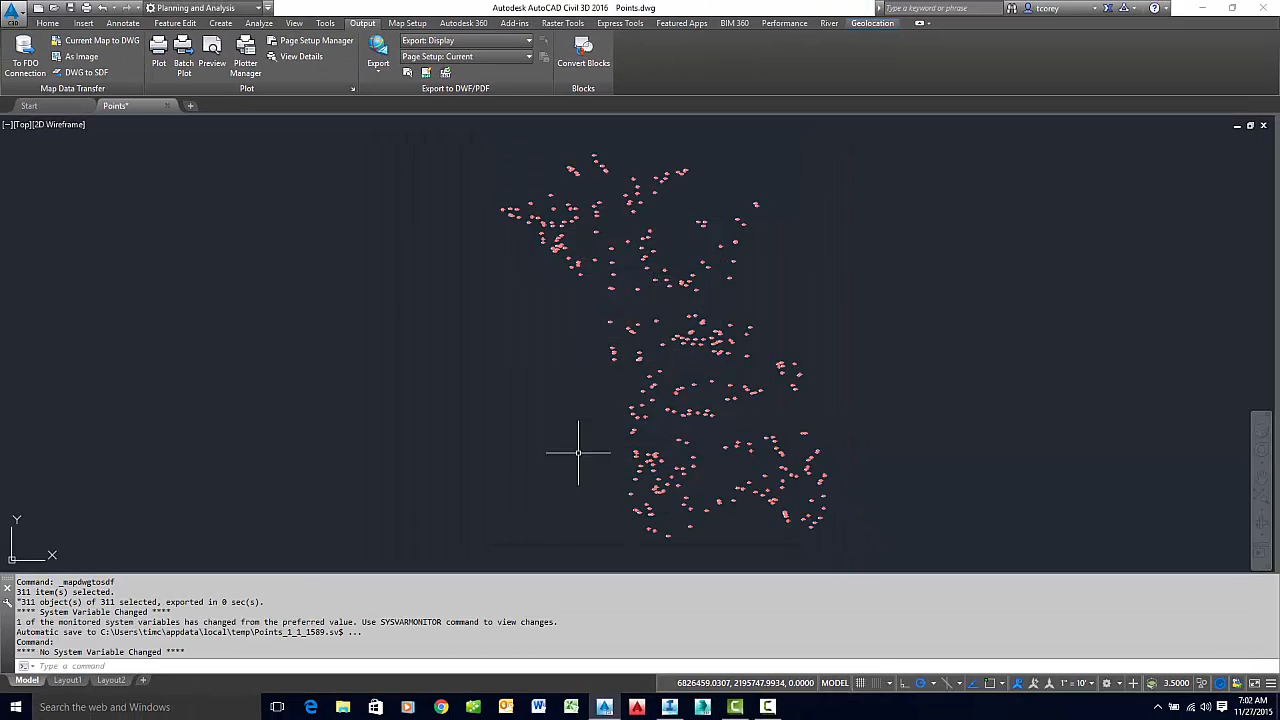 Planning and Analysis
Autodesk AutoCAD Civil 3D 2016 Points.dwg
Type a keyword or phrase
tcorey
C3D
Home Insert Annotate Feature Edit Create Analyze View Tools Output Map Setup Autodesk 360 Add-ins Raster Tools Express Tools Featured Apps BIM 360 Performance River Geolocation
To FDO Connection
Current Map to DWG
As Image
DWG to SDF
Map Data Transfer
Plot
Batch Plot
Preview
Plotter Manager
Page Setup Manager
View Details
Plot
Export
Export: Display
Page Setup: Current
Export to DWF/PDF
Convert Blocks
Blocks
Start
Points*
[−][Top][2D Wireframe]
Y
X
Command: _mapdwgtosdf
311 item(s) selected.
"311 object(s) of 311 selected, exported in 0 sec(s).
**** System Variable Changed ****
1 of the monitored system variables has changed from the preferred value. Use SYSVARMONITOR command to view changes.
Automatic save to C:\Users\timc\appdata\local\temp\Points_1_1_1589.sv$ ...
Command:
**** No System Variable Changed ****
Type a command
Model Layout1 Layout2
6826459.0307, 2195747.9934, 0.0000 MODEL
1" = 10'
3.5000
Search the web and Windows
7:02 AM
11/27/2015